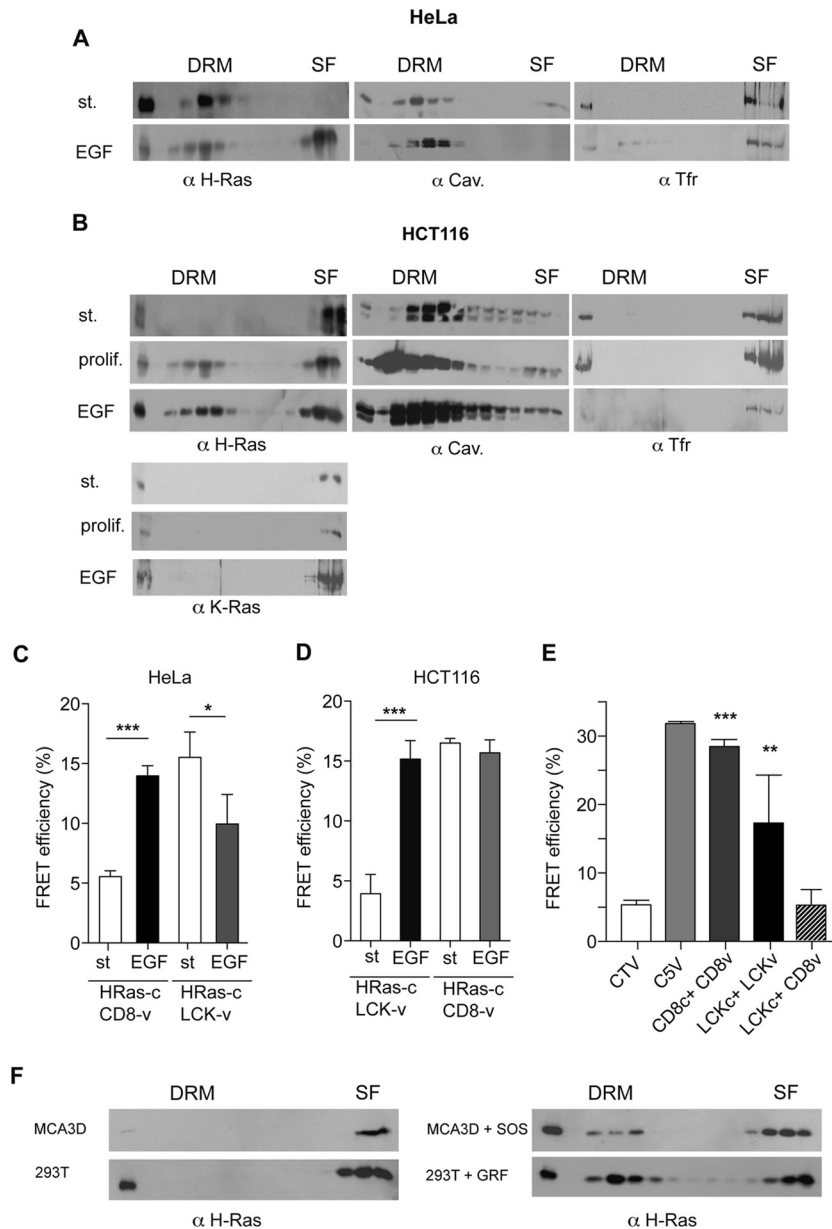 HeLa
A
DRM SF DRM SF DRM SF
st.
EGF
α H-Ras α Cav. α Tfr
B
HCT116
DRM SF DRM SF DRM SF
st.
prolif.
EGF
α H-Ras α Cav. α Tfr
st.
prolif.
EGF
α K-Ras
C
HeLa
FRET efficiency (%)
20
15
10
5
0
***
*
st EGF st EGF
HRas-c HRas-c
CD8-v LCK-v
D
HCT116
FRET efficiency (%)
20
15
10
5
0
***
st EGF st EGF
HRas-c HRas-c
LCK-v CD8-v
E
FRET efficiency (%)
30
20
10
0
***
**
CTV
C5V
CD8c+ CD8v
LCKc+ LCKv
LCKc+ CD8v
F
DRM SF DRM SF
MCA3D MCA3D + SOS
293T 293T + GRF
α H-Ras α H-Ras